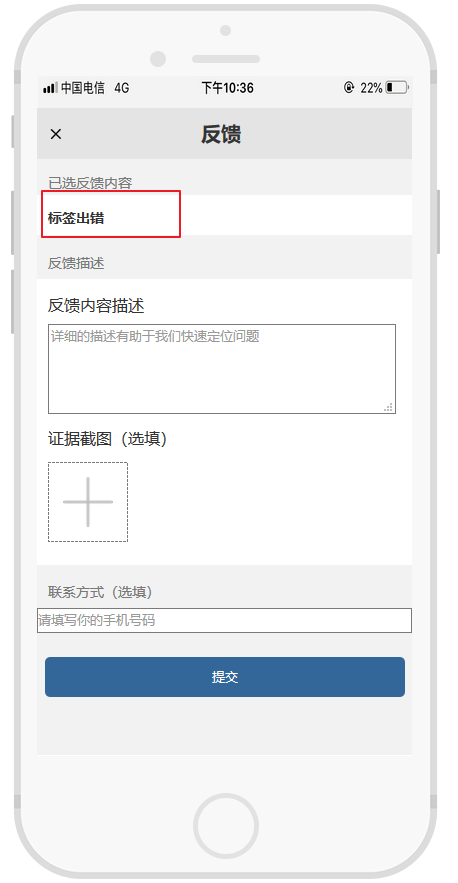 中国电信 4G 下午10:36 22%
× 反馈
已选反馈内容
标签出错
反馈描述
反馈内容描述
详细的描述有助于我们快速定位问题
证据截图（选填）
联系方式（选填）
请填写你的手机号码
提交